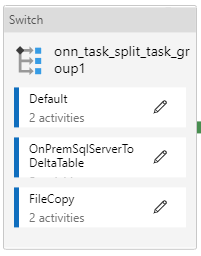 Switch
onn_task_split_task_gr
oup1
Default
2 activities
OnPremSqlServerTo
DeltaTable
FileCopy
2 activities